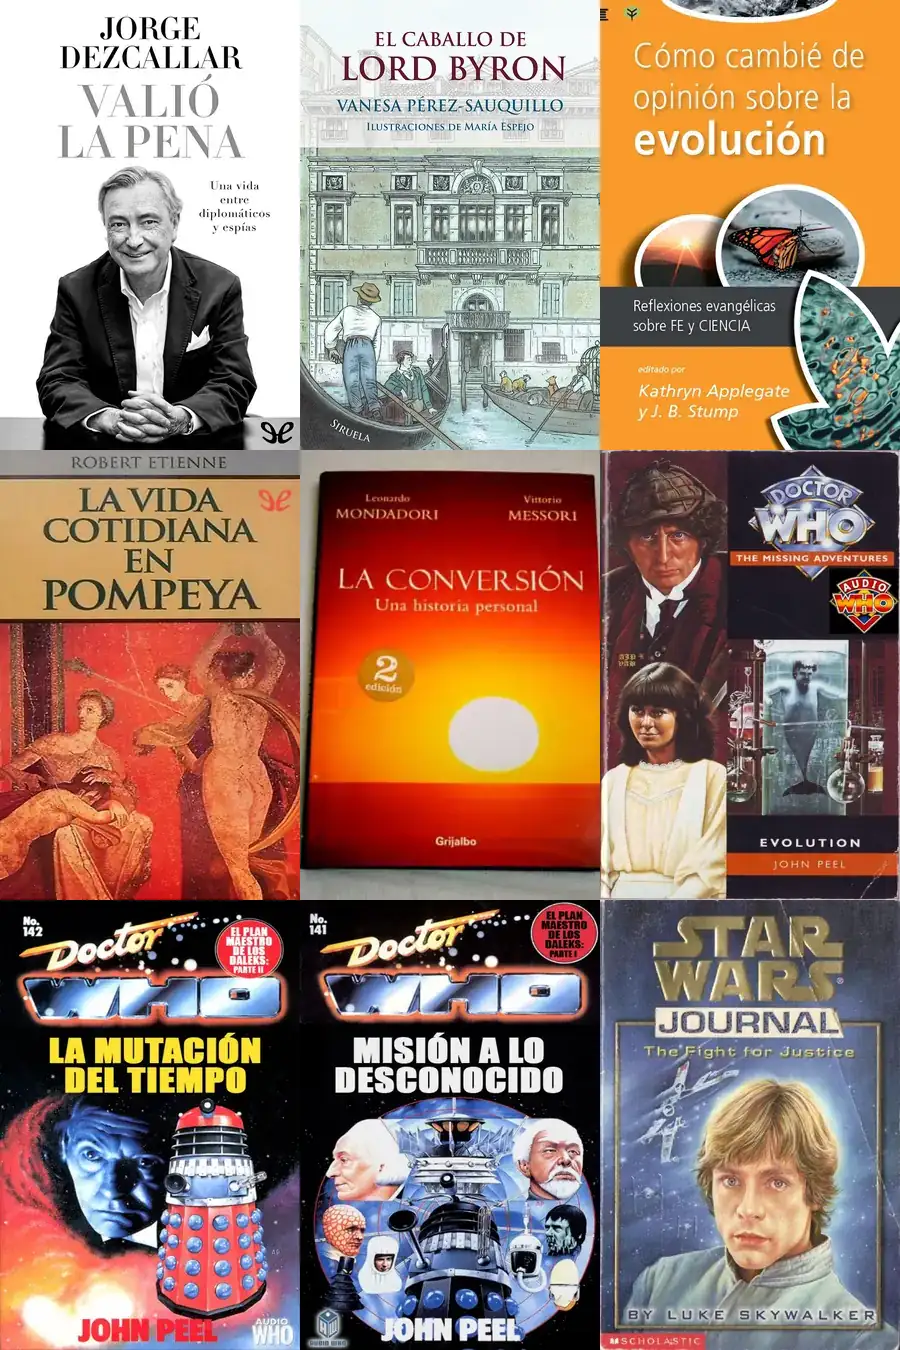 JORGE
DEZCALLAR
VALIÓ
LA PENA
Una vida
entre
diplomáticos
y espías
EL CABALLO DE
LORD BYRON
VANESA PÉREZ-SAUQUILLO
ILUSTRACIONES DE MARÍA ESPEJO
SIRUELA
Cómo cambié de
opinión sobre la
evolución
Reflexiones evangélicas
sobre FE y CIENCIA
editado por
Kathryn Applegate
y J. B. Stump
ROBERT ETIENNE
LA VIDA
COTIDIANA
EN
POMPEYA
Leonardo
MONDADORI
Vittorio
MESSORI
LA CONVERSIÓN
Una historia personal
2
edición
Grijalbo
DOCTOR
WHO
THE MISSING ADVENTURES
AUDIO
WHO
EVOLUTION
JOHN PEEL
No.
142
Doctor
WHO
EL PLAN
MAESTRO
DE LOS
DALEKS:
PARTE II
LA MUTACIÓN
DEL TIEMPO
JOHN PEEL
AUDIO
WHO
No.
141
Doctor
WHO
EL PLAN
MAESTRO
DE LOS
DALEKS:
PARTE I
MISIÓN A LO
DESCONOCIDO
JOHN PEEL
AUDIO WHO
STAR
WARS
JOURNAL
The Fight for Justice
BY LUKE SKYWALKER
SCHOLASTIC